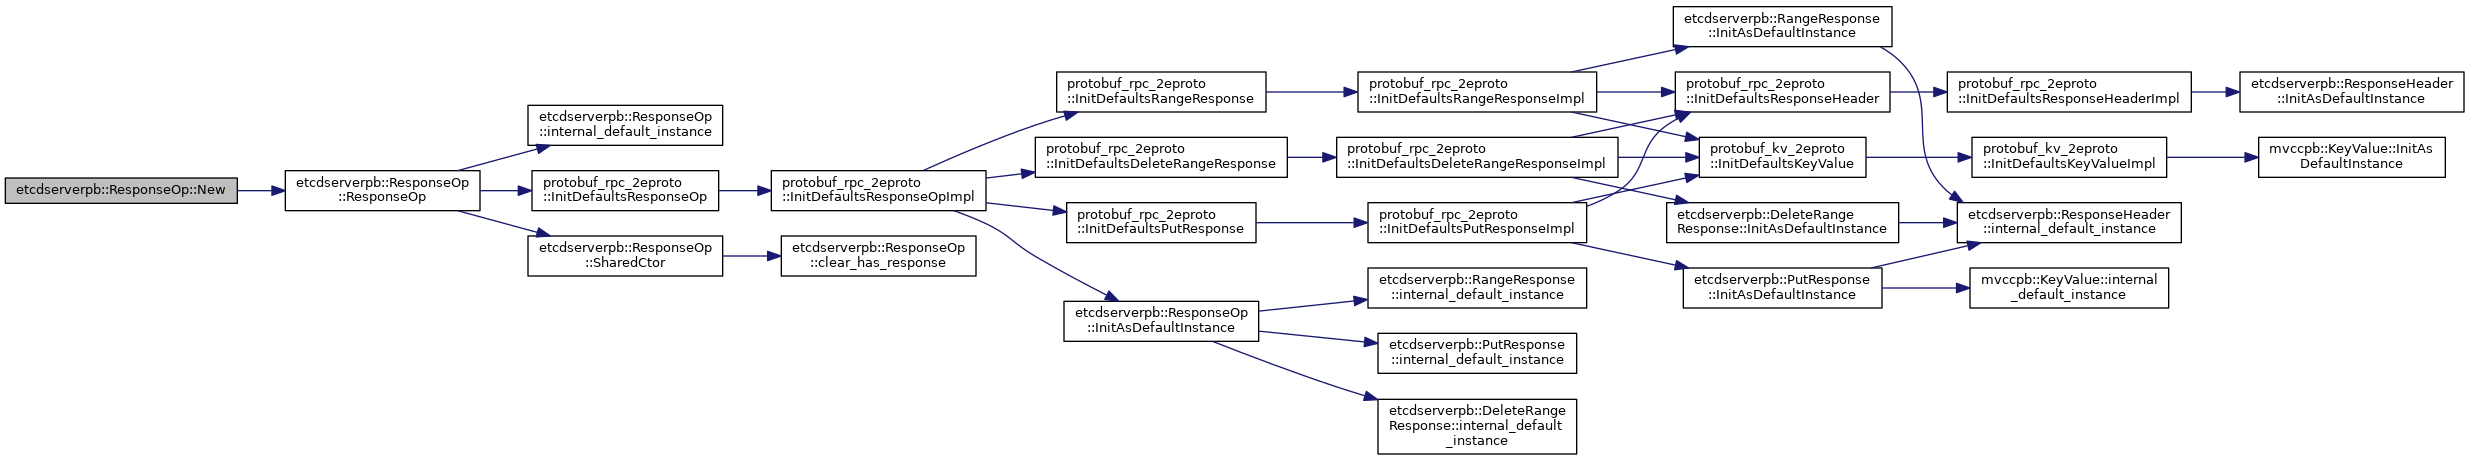 etcdserverpb::ResponseOp::New
etcdserverpb::ResponseOp
::ResponseOp
etcdserverpb::ResponseOp
::internal_default_instance
protobuf_rpc_2eproto
::InitDefaultsResponseOp
etcdserverpb::ResponseOp
::SharedCtor
protobuf_rpc_2eproto
::InitDefaultsResponseOpImpl
etcdserverpb::ResponseOp
::clear_has_response
protobuf_rpc_2eproto
::InitDefaultsRangeResponse
protobuf_rpc_2eproto
::InitDefaultsDeleteRangeResponse
protobuf_rpc_2eproto
::InitDefaultsPutResponse
etcdserverpb::ResponseOp
::InitAsDefaultInstance
protobuf_rpc_2eproto
::InitDefaultsRangeResponseImpl
protobuf_rpc_2eproto
::InitDefaultsDeleteRangeResponseImpl
protobuf_rpc_2eproto
::InitDefaultsPutResponseImpl
etcdserverpb::RangeResponse
::internal_default_instance
etcdserverpb::PutResponse
::internal_default_instance
etcdserverpb::DeleteRange
Response::internal_default
_instance
etcdserverpb::RangeResponse
::InitAsDefaultInstance
protobuf_rpc_2eproto
::InitDefaultsResponseHeader
protobuf_kv_2eproto
::InitDefaultsKeyValue
etcdserverpb::DeleteRange
Response::InitAsDefaultInstance
etcdserverpb::PutResponse
::InitAsDefaultInstance
protobuf_rpc_2eproto
::InitDefaultsResponseHeaderImpl
protobuf_kv_2eproto
::InitDefaultsKeyValueImpl
etcdserverpb::ResponseHeader
::internal_default_instance
mvccpb::KeyValue::internal
_default_instance
etcdserverpb::ResponseHeader
::InitAsDefaultInstance
mvccpb::KeyValue::InitAs
DefaultInstance